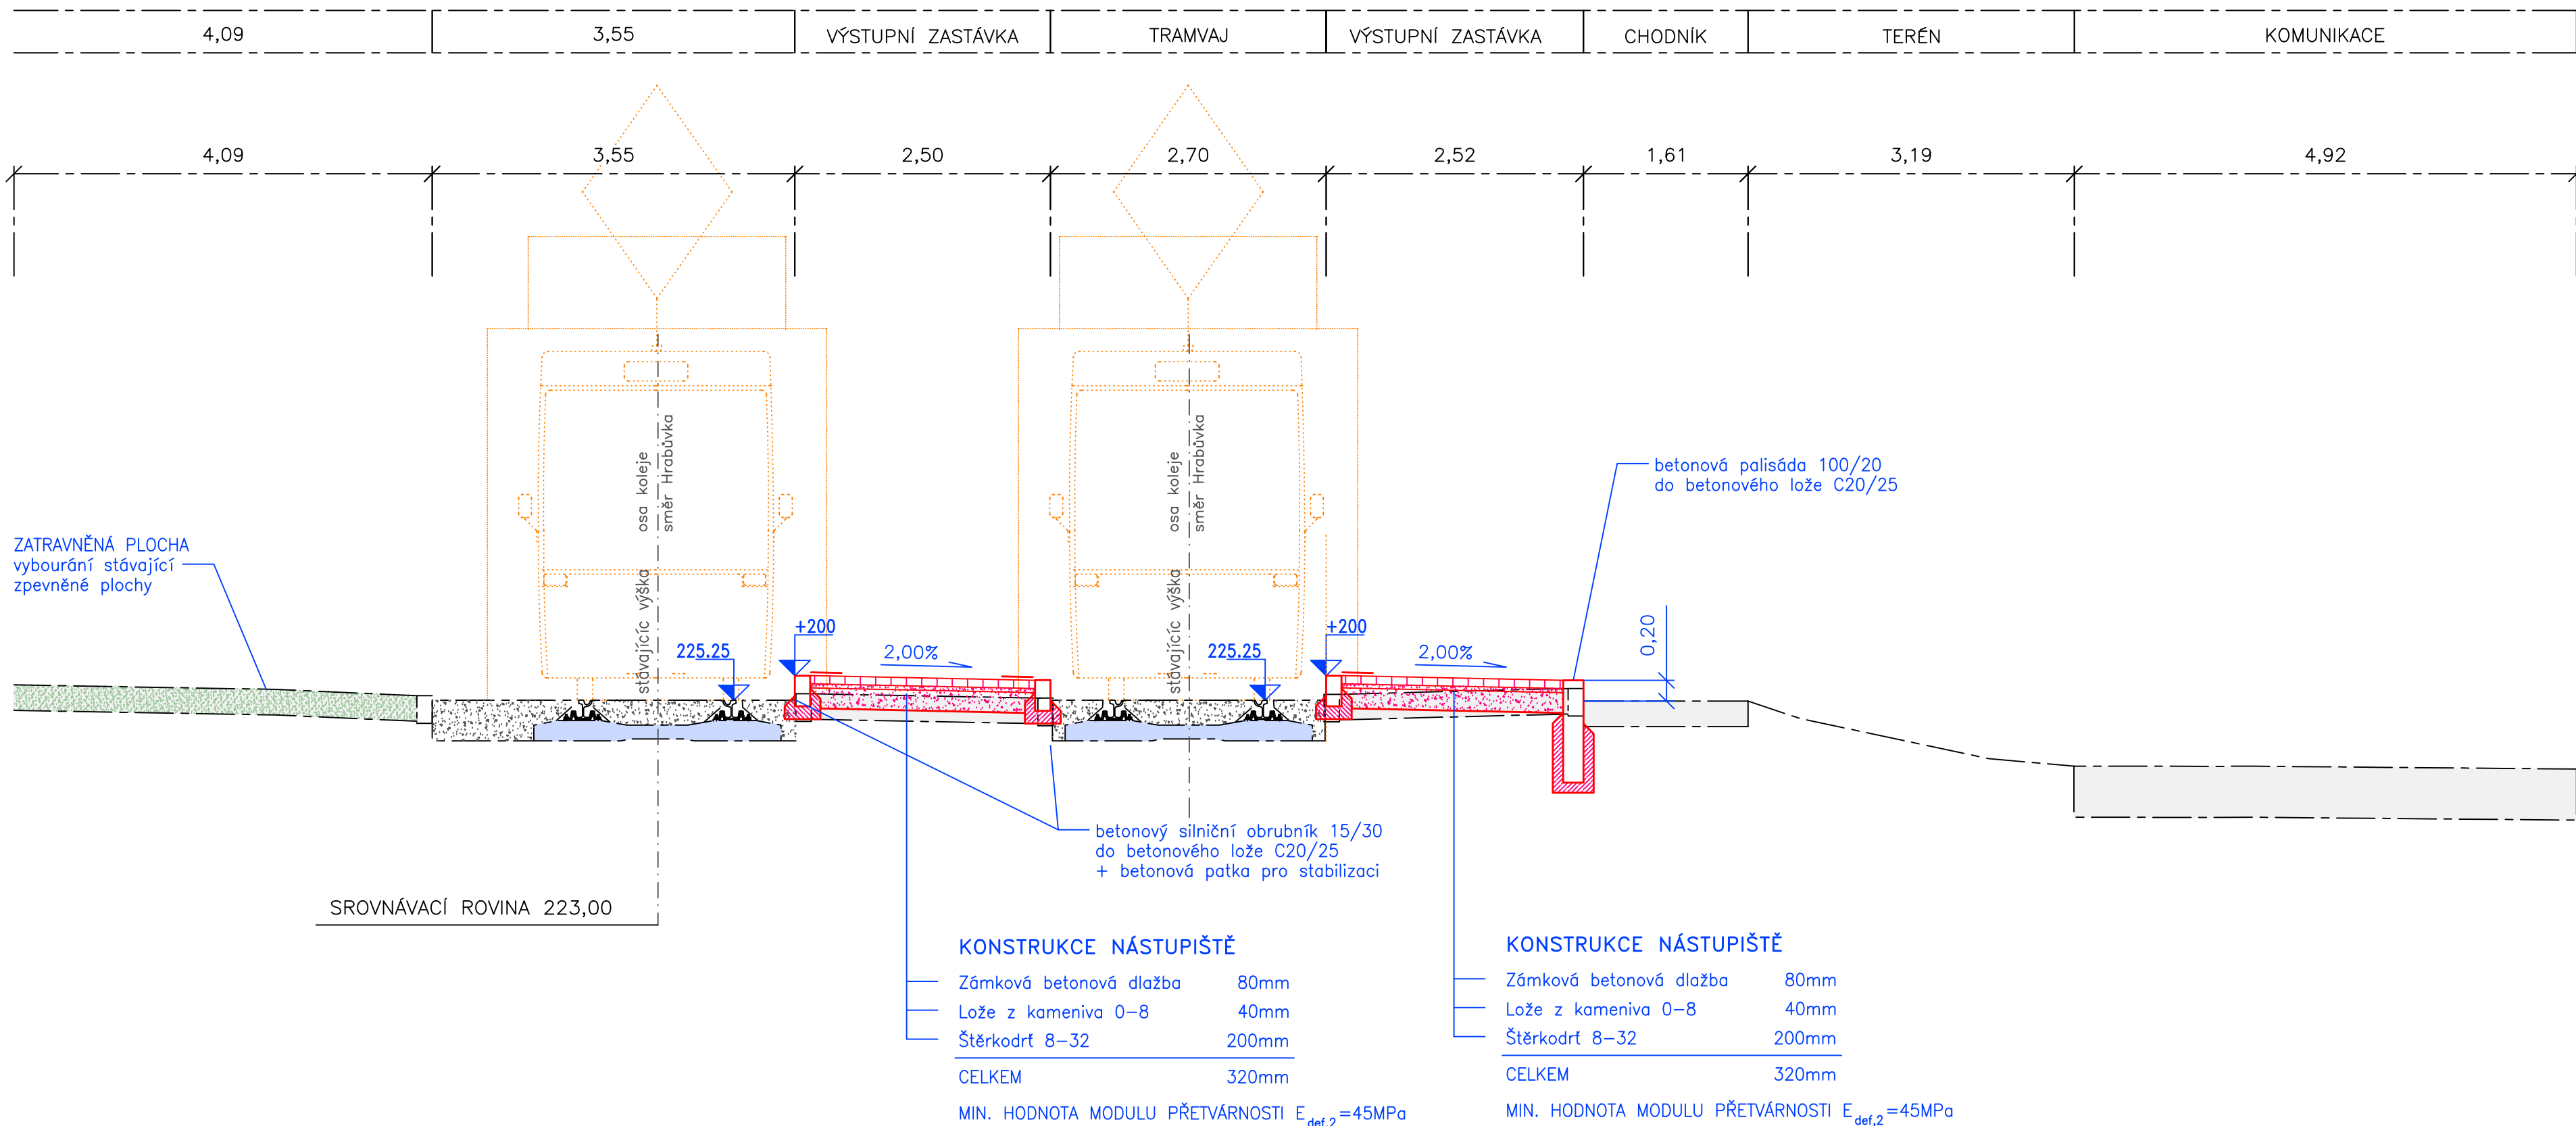 4,09 3,55 VÝSTUPNÍ ZASTÁVKA TRAMVAJ VÝSTUPNÍ ZASTÁVKA CHODNÍK TERÉN KOMUNIKACE
4,09 3,55 2,50 2,70 2,52 1,61 3,19 4,92
osa koleje
směr Hrabůvka
stávajícíc výška
osa koleje
směr Hrabůvka
stávajícíc výška
betonová palisáda 100/20
do betonového lože C20/25
ZATRAVNĚNÁ PLOCHA
vybourání stávající
zpevněné plochy
225.25
+200
2,00%
225.25
+200
2,00%
0,20
betonový silniční obrubník 15/30
do betonového lože C20/25
+ betonová patka pro stabilizaci
SROVNÁVACÍ ROVINA 223,00
KONSTRUKCE NÁSTUPIŠTĚ
Zámková betonová dlažba 80mm
Lože z kameniva 0-8 40mm
Štěrkodrť 8-32 200mm
CELKEM 320mm
MIN. HODNOTA MODULU PŘETVÁRNOSTI Edef,2=45MPa
KONSTRUKCE NÁSTUPIŠTĚ
Zámková betonová dlažba 80mm
Lože z kameniva 0-8 40mm
Štěrkodrť 8-32 200mm
CELKEM 320mm
MIN. HODNOTA MODULU PŘETVÁRNOSTI Edef,2=45MPa